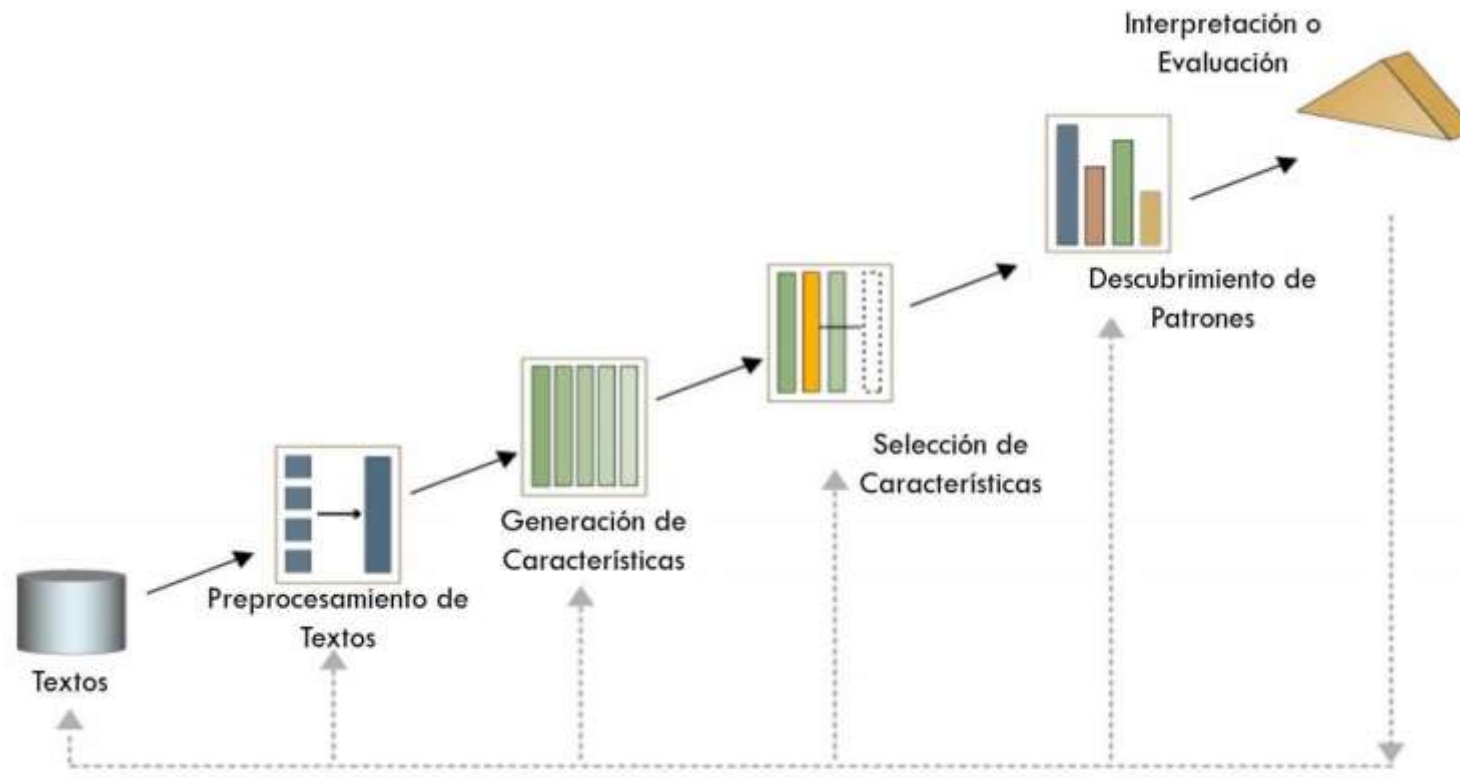 Interpretación o
Evaluación
Descubrimiento de
Patrones
Selección de
Características
Generación de
Características
Preprocesamiento de
Textos
Textos